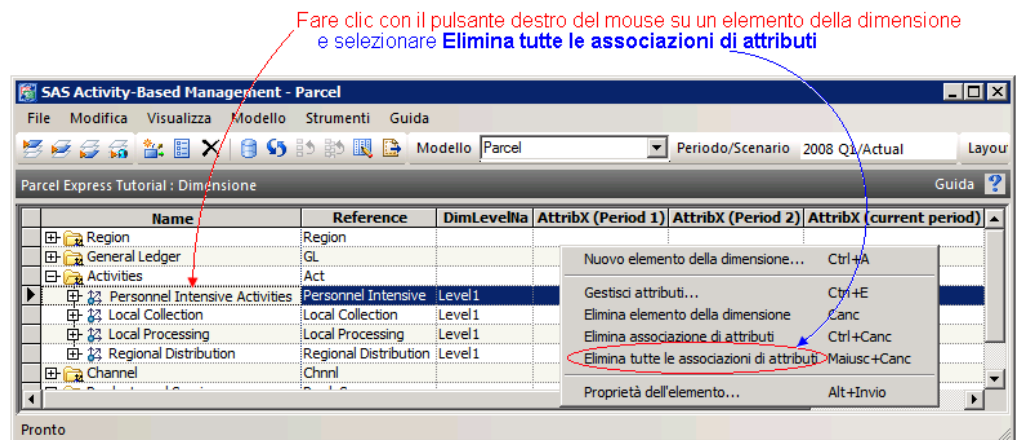 Fare clic con il pulsante destro del mouse su un elemento della dimensione
e selezionare Elimina tutte le associazioni di attributi
SAS Activity-Based Management - Parcel
File Modifica Visualizza Modello Strumenti Guida
Modello Parcel Periodo/Scenario 2008 Q1/Actual Layou
Parcel Express Tutorial : Dimensione Guida
Name Reference DimLevelNa AttribX (Period 1) AttribX (Period 2) AttribX (current period)
Region Region
General Ledger GL
Activities Act
Personnel Intensive Activities Personnel Intensive Level1
Local Collection Local Collection Level1
Local Processing Local Processing Level1
Regional Distribution Regional Distribution Level1
Channel Chnnl
Nuovo elemento della dimensione... Ctrl+A
Gestisci attributi... Ctrl+E
Elimina elemento della dimensione Canc
Elimina associazione di attributi Ctrl+Canc
Elimina tutte le associazioni di attributi Maiusc+Canc
Proprietà dell'elemento... Alt+Invio
Pronto